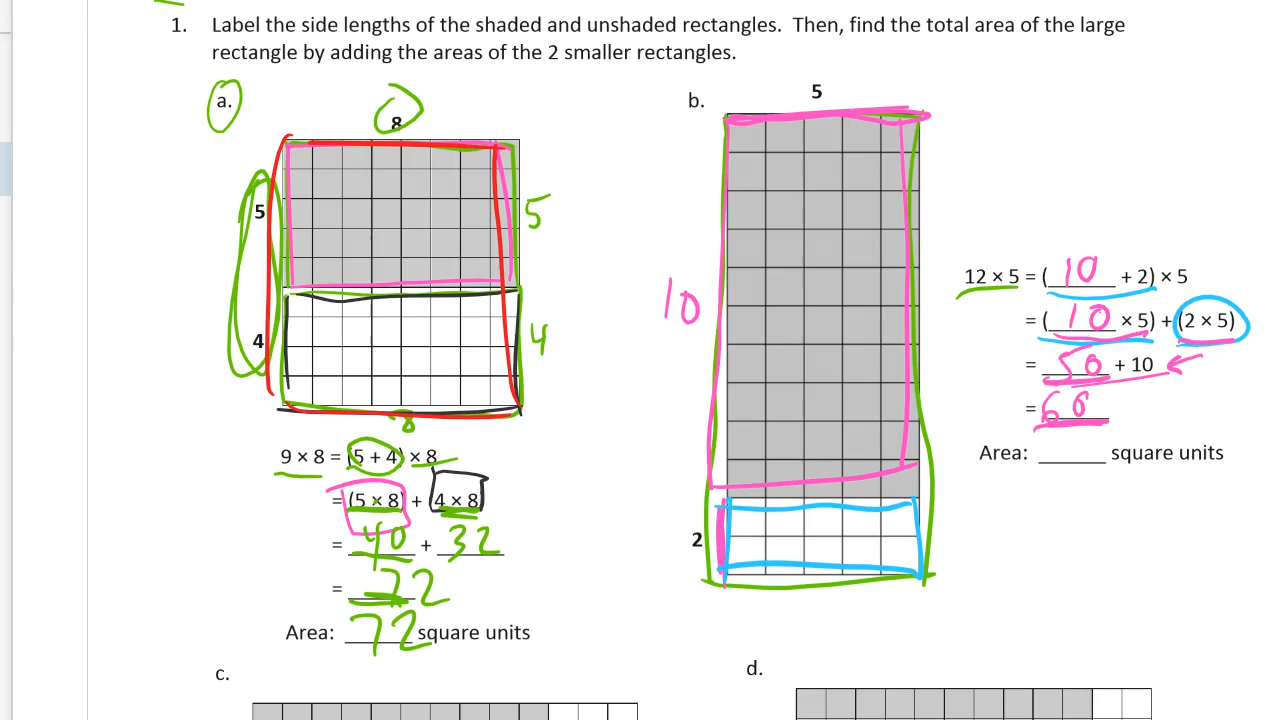 1. Label the side lengths of the shaded and unshaded rectangles. Then, find the total area of the large
rectangle by adding the areas of the 2 smaller rectangles.
a.
8
5
5
4
4
8
9 × 8 = (5 + 4) × 8
= (5 × 8) + (4 × 8)
= 40 + 32
= 72
Area: 72 square units
b.
5
10
2
12 × 5 = (10 + 2) × 5
= (10 × 5) + (2 × 5)
= 50 + 10
= 60
Area: ______ square units
c.
d.